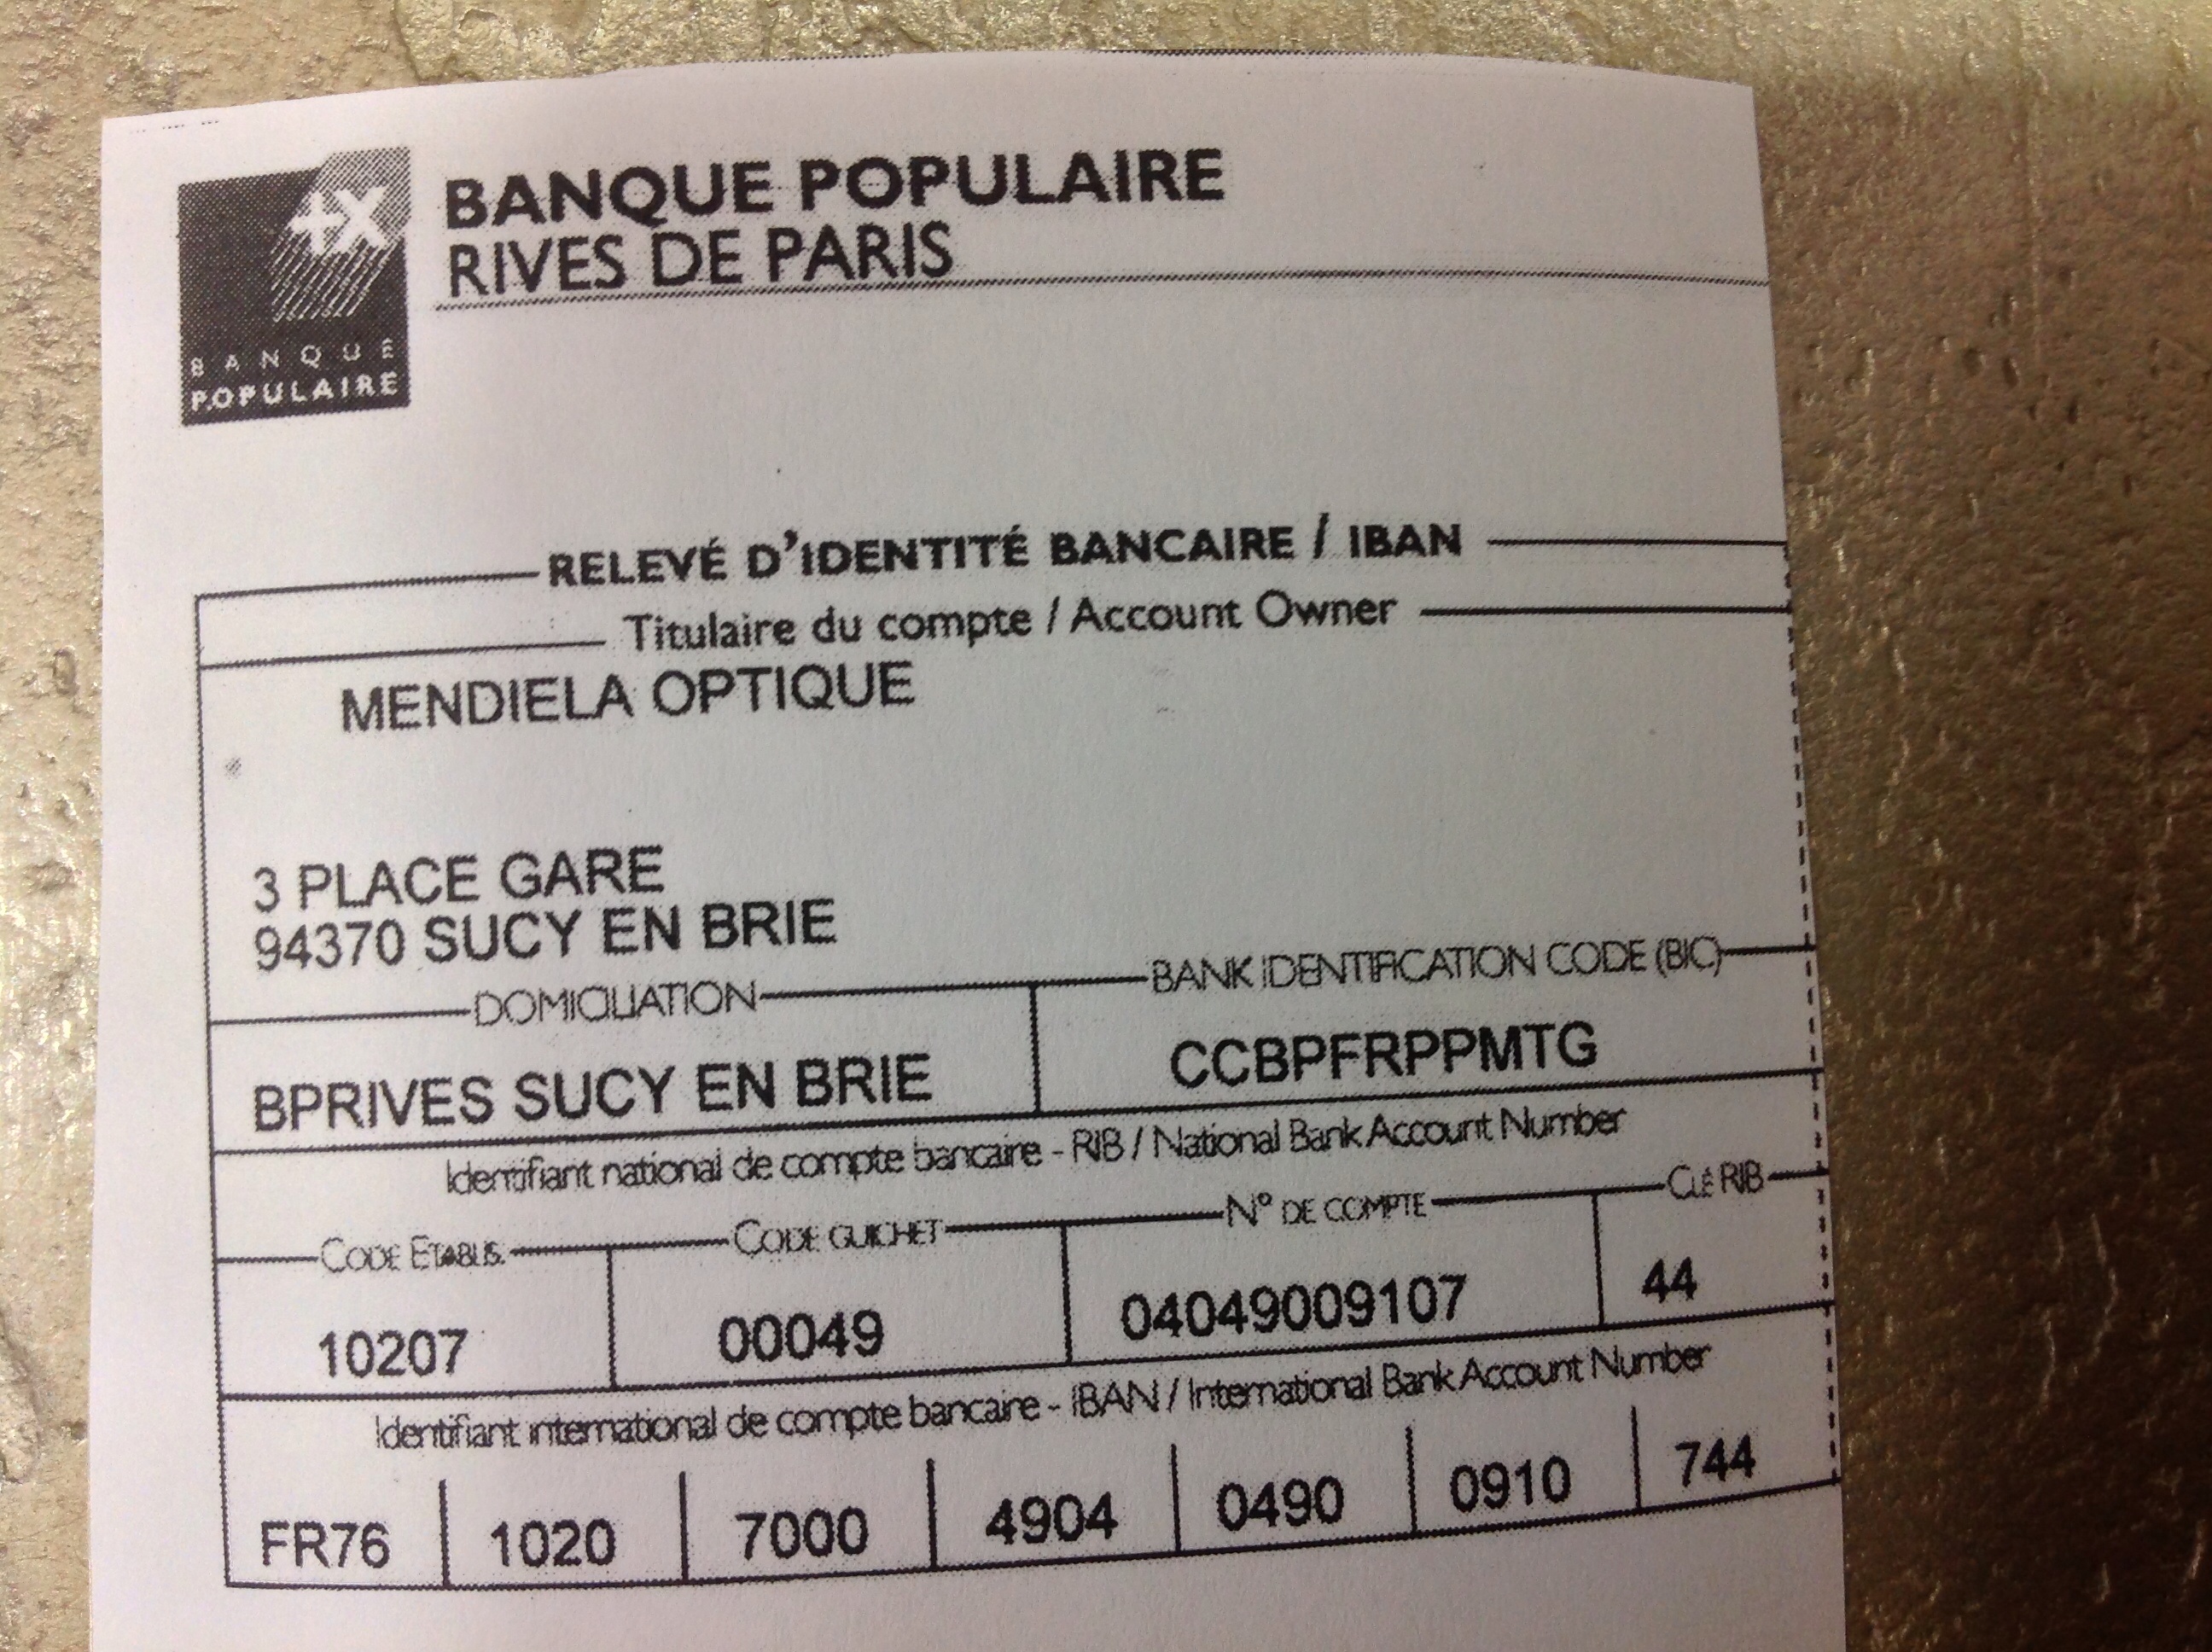 BANQUE POPULAIRE
RIVES DE PARIS
BANQUE
POPULAIRE
RELEVÉ D'IDENTITÉ BANCAIRE / IBAN
Titulaire du compte / Account Owner
MENDIELA OPTIQUE
3 PLACE GARE
94370 SUCY EN BRIE
DOMICILIATION BANK IDENTIFICATION CODE (BIC)
BPRIVES SUCY EN BRIE CCBPFRPPMTG
Identifiant national de compte bancaire - RIB / National Bank Account Number
CODE ETABLIS. CODE GUICHET N° DE COMPTE CLÉ RIB
10207 00049 04049009107 44
Identifiant international de compte bancaire - IBAN / International Bank Account Number
FR76 1020 7000 4904 0490 0910 744